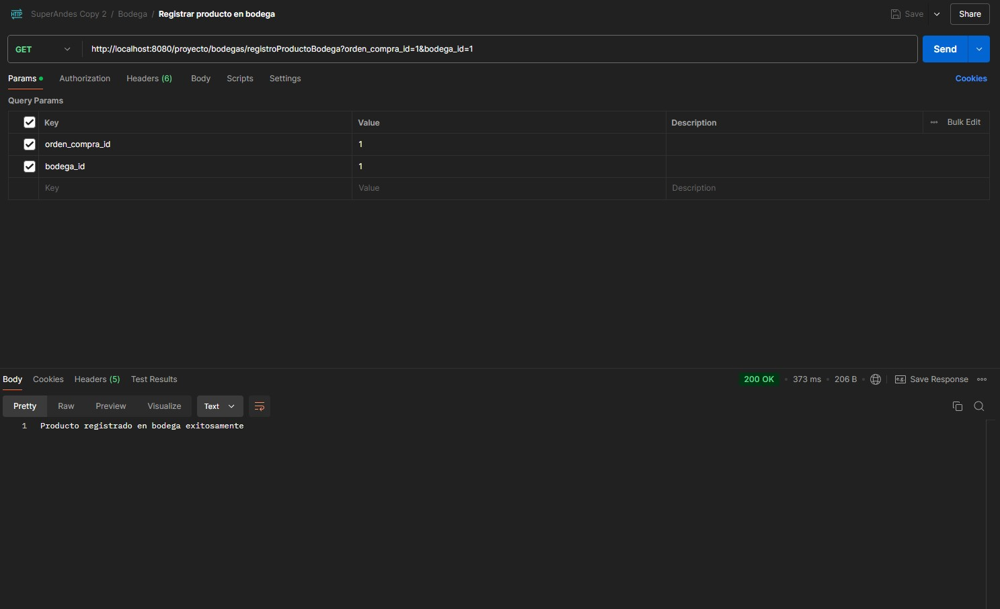 HTTP SuperAndes Copy 2 / Bodega / Registrar producto en bodega Save Share
GET http://localhost:8080/proyecto/bodegas/registroProductoBodega?orden_compra_id=1&bodega_id=1 Send
Params Authorization Headers (6) Body Scripts Settings Cookies
Query Params
Key Value Description Bulk Edit
orden_compra_id 1
bodega_id 1
Key Value Description
Body Cookies Headers (5) Test Results 200 OK 373 ms 206 B e.g. Save Response
Pretty Raw Preview Visualize Text
1 Producto registrado en bodega exitosamente